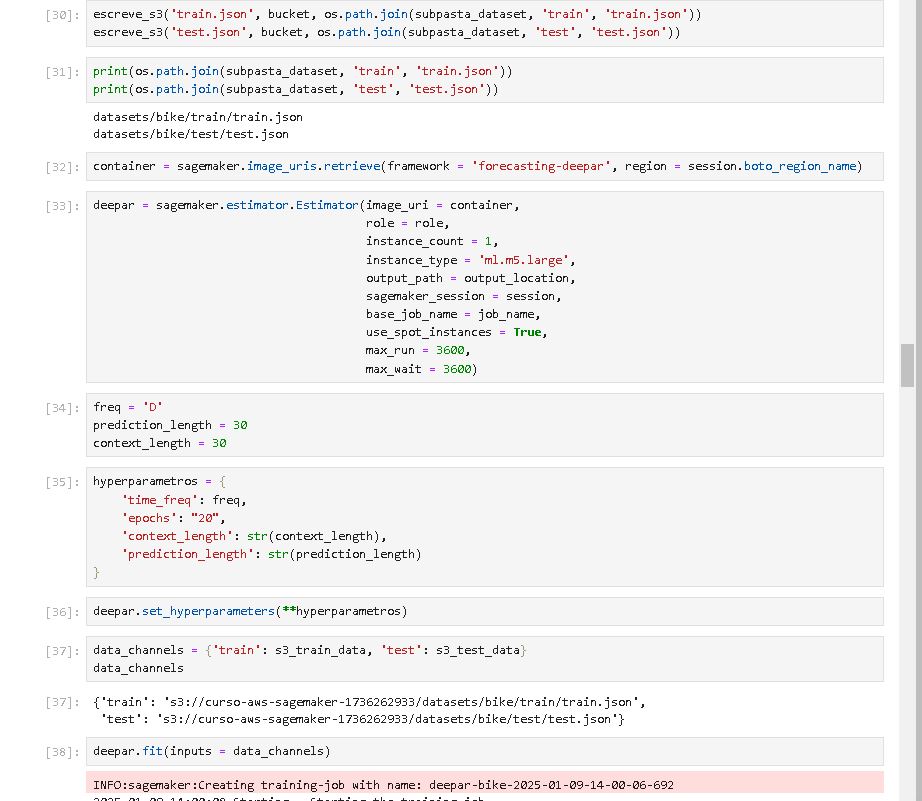 [30]: escreve_s3('train.json', bucket, os.path.join(subpasta_dataset, 'train', 'train.json'))
escreve_s3('test.json', bucket, os.path.join(subpasta_dataset, 'test', 'test.json'))
[31]: print(os.path.join(subpasta_dataset, 'train', 'train.json'))
print(os.path.join(subpasta_dataset, 'test', 'test.json'))
datasets/bike/train/train.json
datasets/bike/test/test.json
[32]: container = sagemaker.image_uris.retrieve(framework = 'forecasting-deepar', region = session.boto_region_name)
[33]: deepar = sagemaker.estimator.Estimator(image_uri = container,
role = role,
instance_count = 1,
instance_type = 'ml.m5.large',
output_path = output_location,
sagemaker_session = session,
base_job_name = job_name,
use_spot_instances = True,
max_run = 3600,
max_wait = 3600)
[34]: freq = 'D'
prediction_length = 30
context_length = 30
[35]: hyperparametros = {
'time_freq': freq,
'epochs': "20",
'context_length': str(context_length),
'prediction_length': str(prediction_length)
}
[36]: deepar.set_hyperparameters(**hyperparametros)
[37]: data_channels = {'train': s3_train_data, 'test': s3_test_data}
data_channels
[37]: {'train': 's3://curso-aws-sagemaker-1736262933/datasets/bike/train/train.json',
'test': 's3://curso-aws-sagemaker-1736262933/datasets/bike/test/test.json'}
[38]: deepar.fit(inputs = data_channels)
INFO:sagemaker:Creating training-job with name: deepar-bike-2025-01-09-14-00-06-692